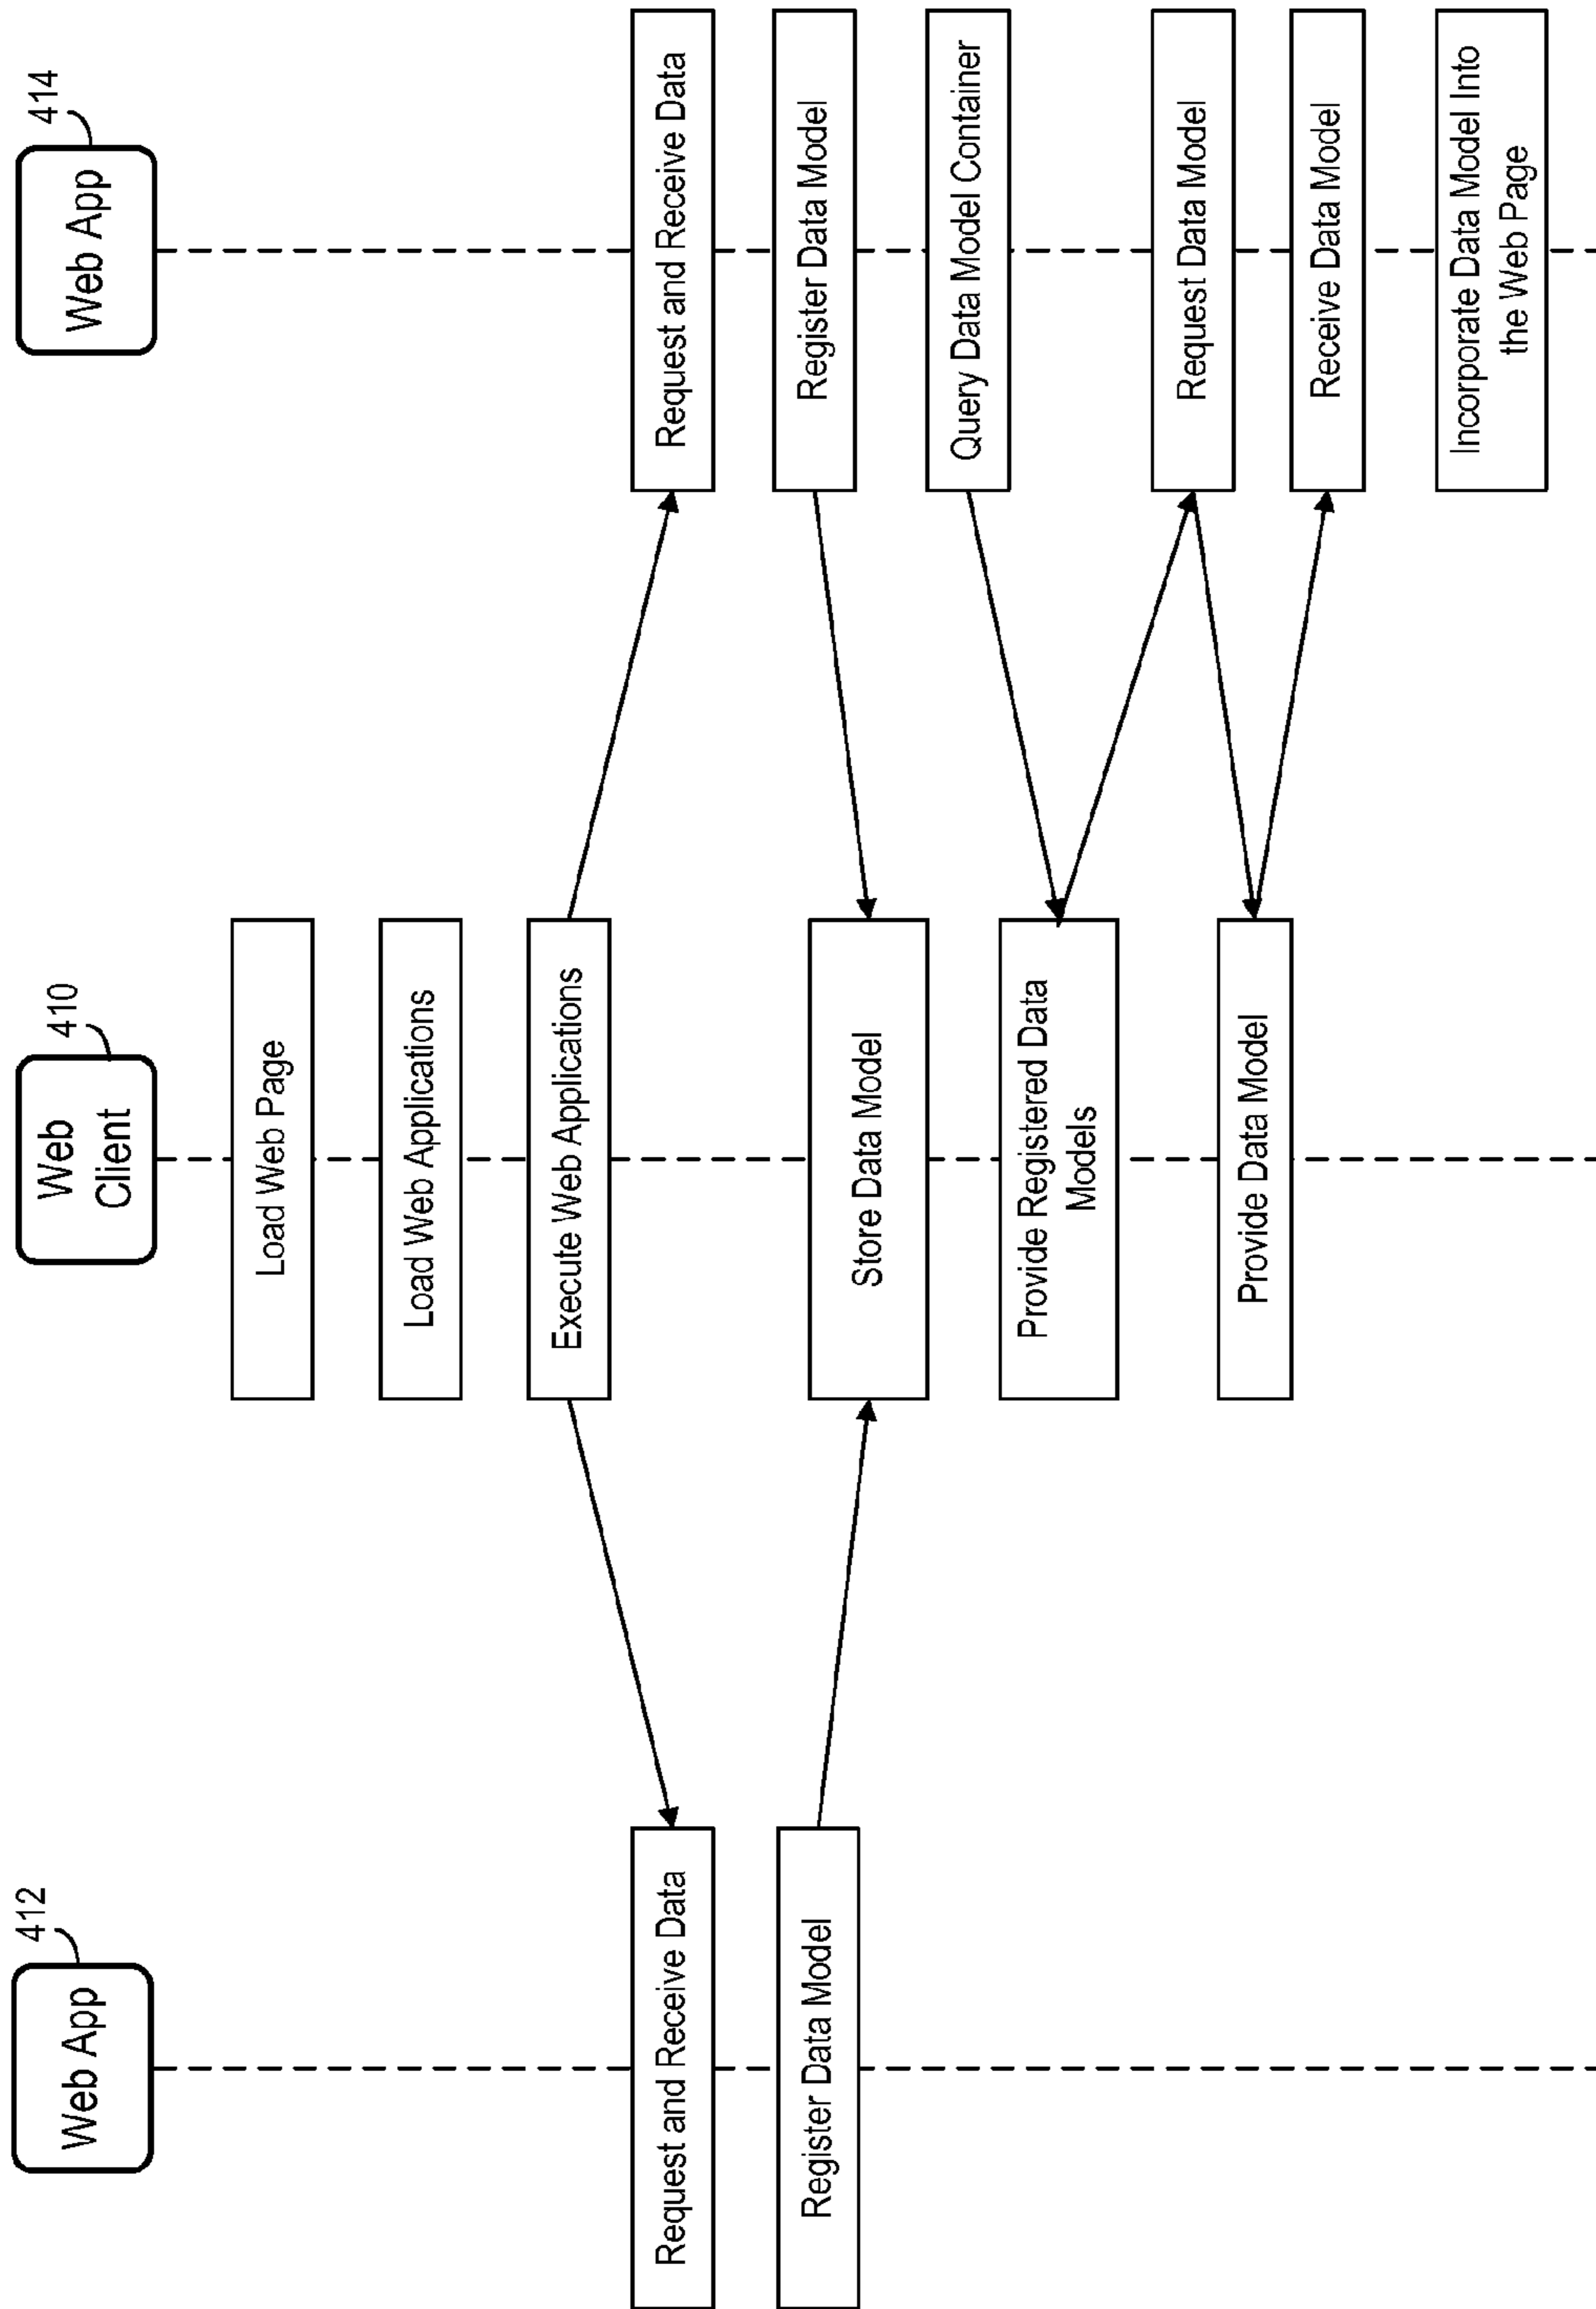 412
Web App
410
Web
Client
414
Web App
Load Web Page
Load Web Applications
Execute Web Applications
Request and Receive Data
Request and Receive Data
Register Data Model
Register Data Model
Store Data Model
Query Data Model Container
Provide Registered Data
Models
Request Data Model
Provide Data Model
Receive Data Model
Incorporate Data Model Into
the Web Page